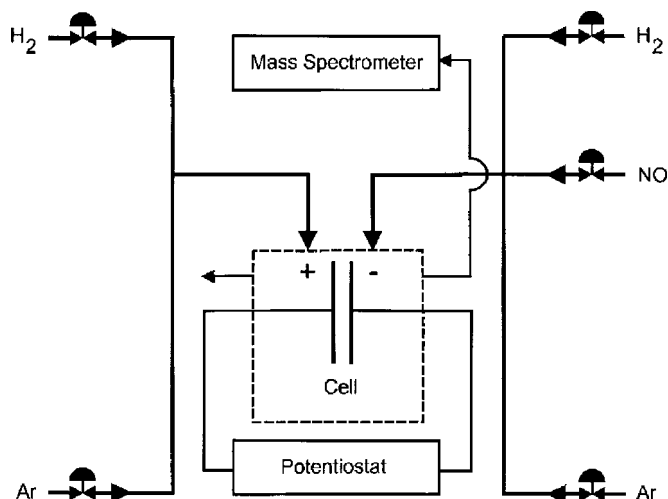 H2
H2
Mass Spectrometer
NO
+ -
Cell
Potentiostat
Ar
Ar